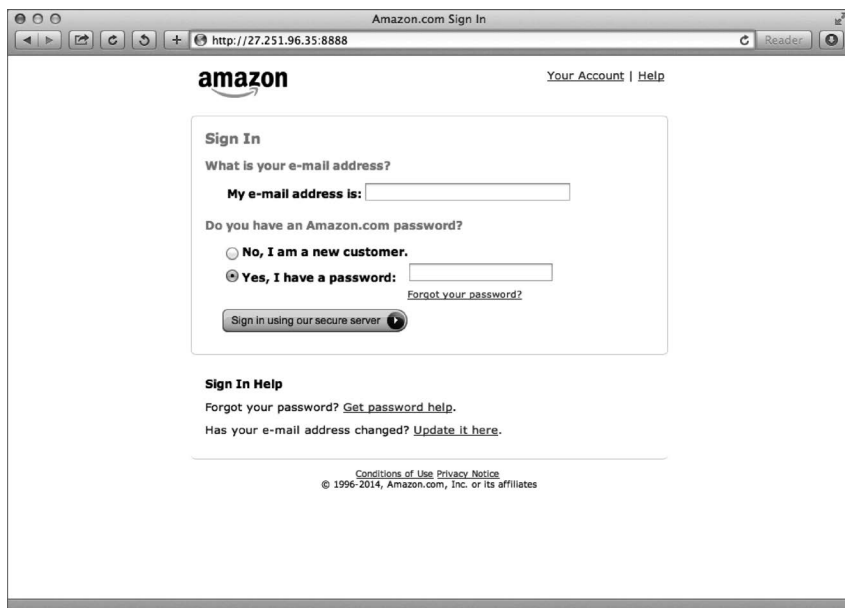 Amazon.com Sign In
http://27.251.96.35:8888
Reader
amazon
Your Account | Help
Sign In
What is your e-mail address?
My e-mail address is:
Do you have an Amazon.com password?
No, I am a new customer.
Yes, I have a password:
Forgot your password?
Sign in using our secure server
Sign In Help
Forgot your password? Get password help.
Has your e-mail address changed? Update it here.
Conditions of Use Privacy Notice
© 1996-2014, Amazon.com, Inc. or its affiliates